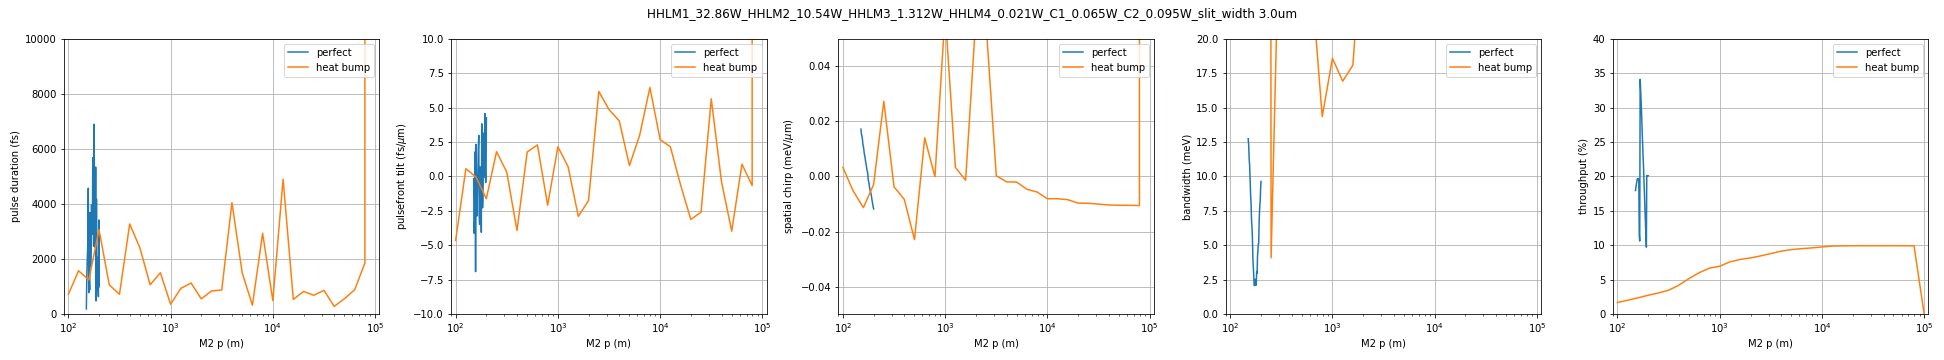 HHLM1_32.86W_HHLM2_10.54W_HHLM3_1.312W_HHLM4_0.021W_C1_0.065W_C2_0.095W_slit_width 3.0um
pulse duration (fs)
10000
8000
6000
4000
2000
0
10²
10³
10⁴
10⁵
M2 p (m)
perfect
heat bump
pulsefront tilt (fs/μm)
10.0
7.5
5.0
2.5
0.0
−2.5
−5.0
−7.5
−10.0
10²
10³
10⁴
10⁵
M2 p (m)
perfect
heat bump
spatial chirp (meV/μm)
0.04
0.02
0.00
−0.02
−0.04
10²
10³
10⁴
10⁵
M2 p (m)
perfect
heat bump
bandwidth (meV)
20.0
17.5
15.0
12.5
10.0
7.5
5.0
2.5
0.0
10²
10³
10⁴
10⁵
M2 p (m)
perfect
heat bump
throughput (%)
40
35
30
25
20
15
10
5
0
10²
10³
10⁴
10⁵
M2 p (m)
perfect
heat bump